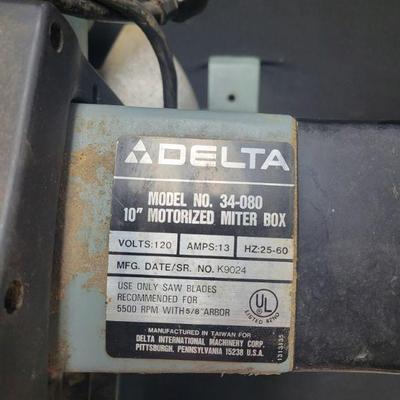 DELTA
MODEL NO. 34-080
10" MOTORIZED MITER BOX
VOLTS:120 AMPS:13 HZ:25-60
MFG. DATE/SR. NO. K9024
USE ONLY SAW BLADES
RECOMMENDED FOR
5500 RPM WITH 5/8" ARBOR
UL
MANUFACTURED IN TAIWAN FOR
DELTA INTERNATIONAL MACHINERY CORP.
PITTSBURGH, PENNSYLVANIA 15238 U.S.A.